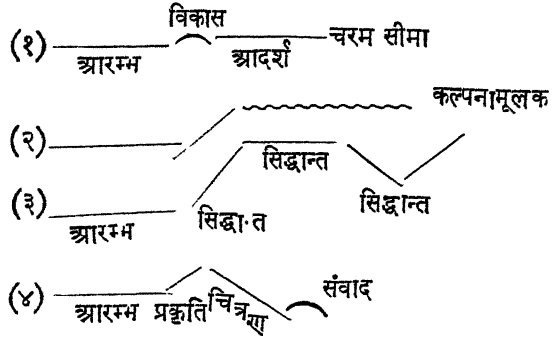 विकास
(१) आरम्भ आदर्श चरम सीमा
(२) कल्पनामूलक
(३) आरम्भ सिद्धा·त सिद्धान्त सिद्धान्त
(४) आरम्भ प्रकृति चित्रण संवाद